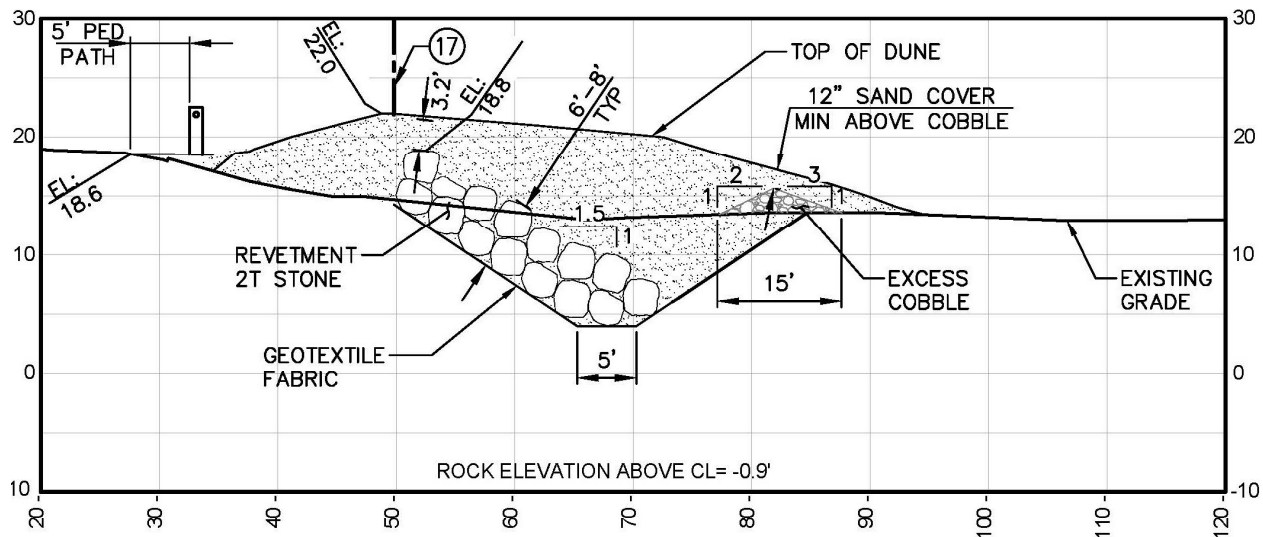 30
30
5' PED
PATH
EL:
22.0
17
3.2'
EL:
18.8
6'-8'
TYP
TOP OF DUNE
12" SAND COVER
MIN ABOVE COBBLE
20
20
EL:
18.6
1
2
3
1
1.5
1
REVETMENT
2T STONE
10
10
15'
EXCESS
COBBLE
EXISTING
GRADE
GEOTEXTILE
FABRIC
5'
0
0
ROCK ELEVATION ABOVE CL= -0.9'
10
-10
20
30
40
50
60
70
80
90
100
110
120